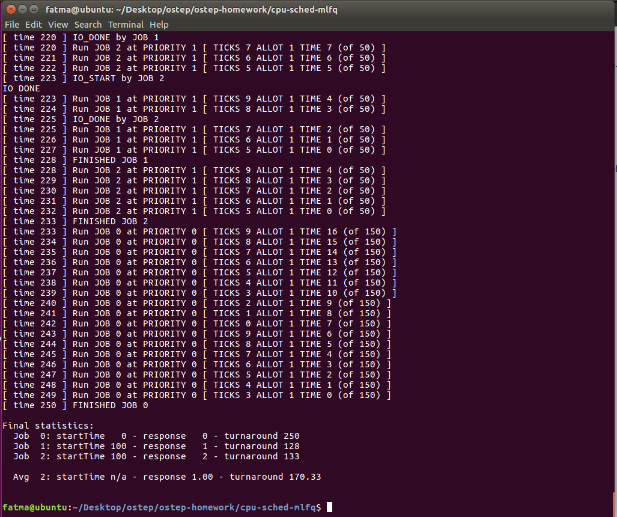 fatma@ubuntu: ~/Desktop/ostep/ostep-homework/cpu-sched-mlfq
File Edit View Search Terminal Help
[ time 220 ] IO_DONE by JOB 1
[ time 220 ] Run JOB 2 at PRIORITY 1 [ TICKS 7 ALLOT 1 TIME 7 (of 50) ]
[ time 221 ] Run JOB 2 at PRIORITY 1 [ TICKS 6 ALLOT 1 TIME 6 (of 50) ]
[ time 222 ] Run JOB 2 at PRIORITY 1 [ TICKS 5 ALLOT 1 TIME 5 (of 50) ]
[ time 223 ] IO_START by JOB 2
IO DONE
[ time 223 ] Run JOB 1 at PRIORITY 1 [ TICKS 9 ALLOT 1 TIME 4 (of 50) ]
[ time 224 ] Run JOB 1 at PRIORITY 1 [ TICKS 8 ALLOT 1 TIME 3 (of 50) ]
[ time 225 ] IO_DONE by JOB 2
[ time 225 ] Run JOB 1 at PRIORITY 1 [ TICKS 7 ALLOT 1 TIME 2 (of 50) ]
[ time 226 ] Run JOB 1 at PRIORITY 1 [ TICKS 6 ALLOT 1 TIME 1 (of 50) ]
[ time 227 ] Run JOB 1 at PRIORITY 1 [ TICKS 5 ALLOT 1 TIME 0 (of 50) ]
[ time 228 ] FINISHED JOB 1
[ time 228 ] Run JOB 2 at PRIORITY 1 [ TICKS 9 ALLOT 1 TIME 4 (of 50) ]
[ time 229 ] Run JOB 2 at PRIORITY 1 [ TICKS 8 ALLOT 1 TIME 3 (of 50) ]
[ time 230 ] Run JOB 2 at PRIORITY 1 [ TICKS 7 ALLOT 1 TIME 2 (of 50) ]
[ time 231 ] Run JOB 2 at PRIORITY 1 [ TICKS 6 ALLOT 1 TIME 1 (of 50) ]
[ time 232 ] Run JOB 2 at PRIORITY 1 [ TICKS 5 ALLOT 1 TIME 0 (of 50) ]
[ time 233 ] FINISHED JOB 2
[ time 233 ] Run JOB 0 at PRIORITY 0 [ TICKS 9 ALLOT 1 TIME 16 (of 150) ]
[ time 234 ] Run JOB 0 at PRIORITY 0 [ TICKS 8 ALLOT 1 TIME 15 (of 150) ]
[ time 235 ] Run JOB 0 at PRIORITY 0 [ TICKS 7 ALLOT 1 TIME 14 (of 150) ]
[ time 236 ] Run JOB 0 at PRIORITY 0 [ TICKS 6 ALLOT 1 TIME 13 (of 150) ]
[ time 237 ] Run JOB 0 at PRIORITY 0 [ TICKS 5 ALLOT 1 TIME 12 (of 150) ]
[ time 238 ] Run JOB 0 at PRIORITY 0 [ TICKS 4 ALLOT 1 TIME 11 (of 150) ]
[ time 239 ] Run JOB 0 at PRIORITY 0 [ TICKS 3 ALLOT 1 TIME 10 (of 150) ]
[ time 240 ] Run JOB 0 at PRIORITY 0 [ TICKS 2 ALLOT 1 TIME 9 (of 150) ]
[ time 241 ] Run JOB 0 at PRIORITY 0 [ TICKS 1 ALLOT 1 TIME 8 (of 150) ]
[ time 242 ] Run JOB 0 at PRIORITY 0 [ TICKS 0 ALLOT 1 TIME 7 (of 150) ]
[ time 243 ] Run JOB 0 at PRIORITY 0 [ TICKS 9 ALLOT 1 TIME 6 (of 150) ]
[ time 244 ] Run JOB 0 at PRIORITY 0 [ TICKS 8 ALLOT 1 TIME 5 (of 150) ]
[ time 245 ] Run JOB 0 at PRIORITY 0 [ TICKS 7 ALLOT 1 TIME 4 (of 150) ]
[ time 246 ] Run JOB 0 at PRIORITY 0 [ TICKS 6 ALLOT 1 TIME 3 (of 150) ]
[ time 247 ] Run JOB 0 at PRIORITY 0 [ TICKS 5 ALLOT 1 TIME 2 (of 150) ]
[ time 248 ] Run JOB 0 at PRIORITY 0 [ TICKS 4 ALLOT 1 TIME 1 (of 150) ]
[ time 249 ] Run JOB 0 at PRIORITY 0 [ TICKS 3 ALLOT 1 TIME 0 (of 150) ]
[ time 250 ] FINISHED JOB 0
Final statistics:
Job 0: startTime 0 - response 0 - turnaround 250
Job 1: startTime 100 - response 1 - turnaround 128
Job 2: startTime 100 - response 2 - turnaround 133
Avg 2: startTime n/a - response 1.00 - turnaround 170.33
fatma@ubuntu:~/Desktop/ostep/ostep-homework/cpu-sched-mlfq$